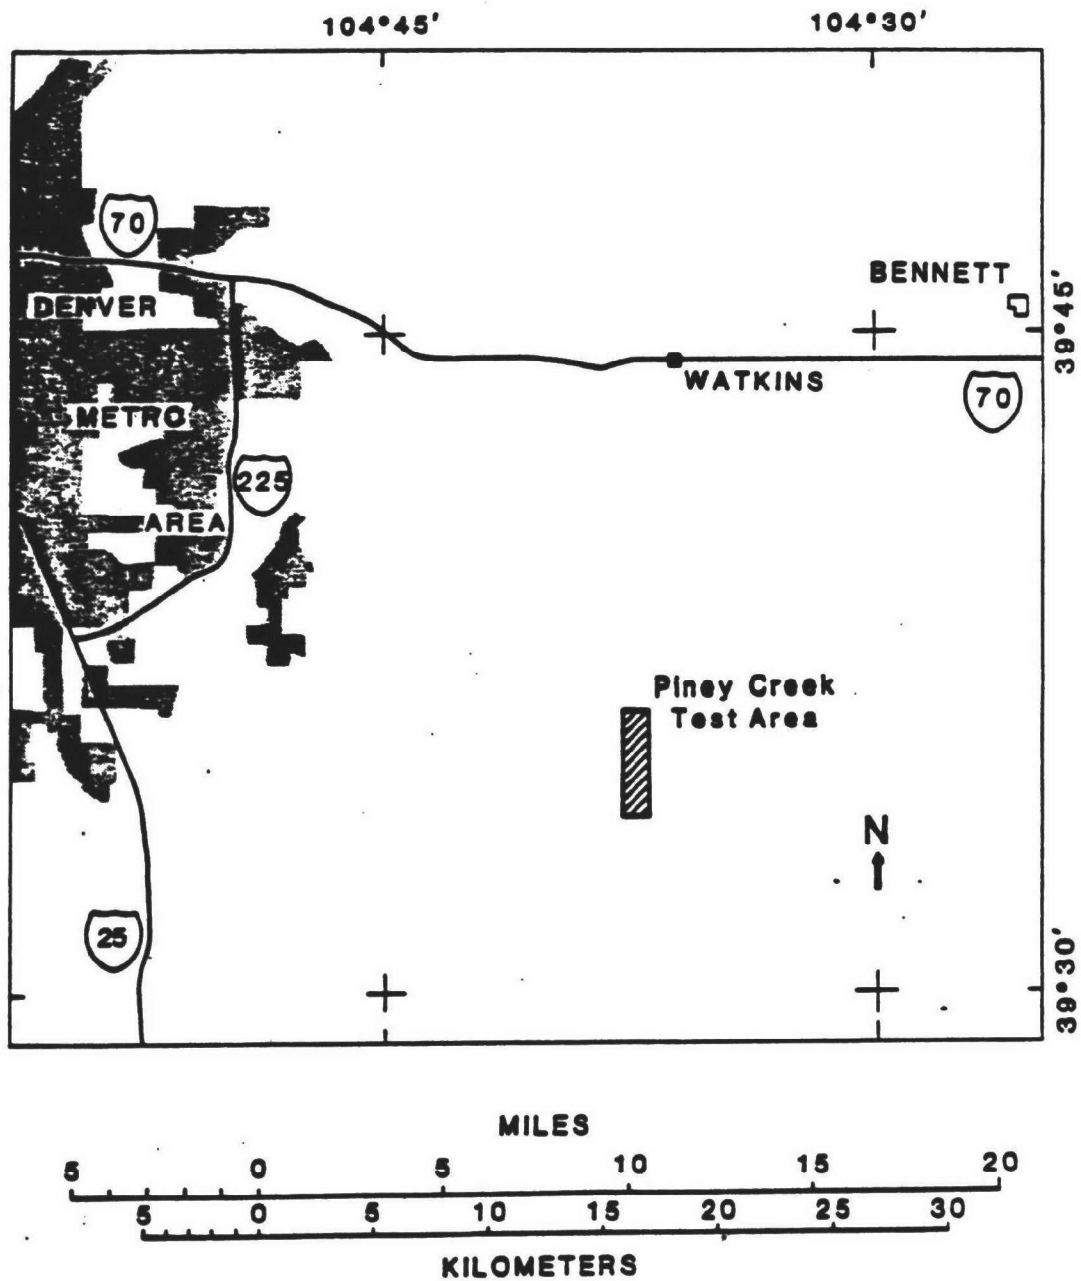 104°45′ 104°30′
70
BENNETT
DENVER
39°45′
WATKINS
70
METRO
225
AREA
Piney Creek
Test Area
N
25
39°30′
MILES
5 0 5 10 15 20
5 0 5 10 15 20 25 30
KILOMETERS